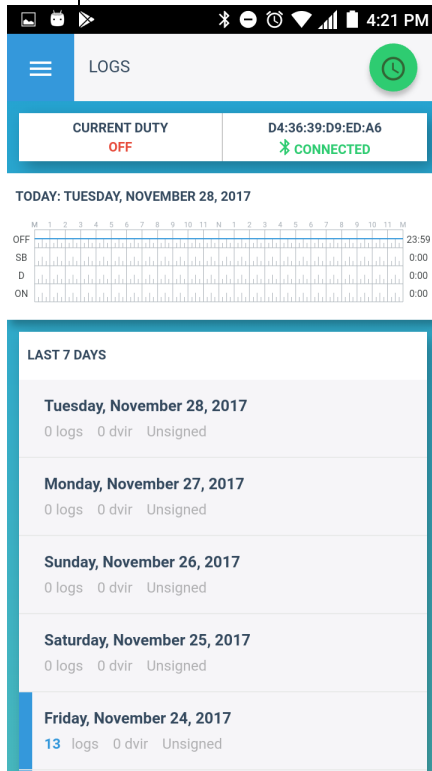 4:21 PM
LOGS
CURRENT DUTY
OFF
D4:36:39:D9:ED:A6
CONNECTED
TODAY: TUESDAY, NOVEMBER 28, 2017
M 1 2 3 4 5 6 7 8 9 10 11 N 1 2 3 4 5 6 7 8 9 10 11 M
OFF 23:59
SB 0:00
D 0:00
ON 0:00
LAST 7 DAYS
Tuesday, November 28, 2017
0 logs 0 dvir Unsigned
Monday, November 27, 2017
0 logs 0 dvir Unsigned
Sunday, November 26, 2017
0 logs 0 dvir Unsigned
Saturday, November 25, 2017
0 logs 0 dvir Unsigned
Friday, November 24, 2017
13 logs 0 dvir Unsigned